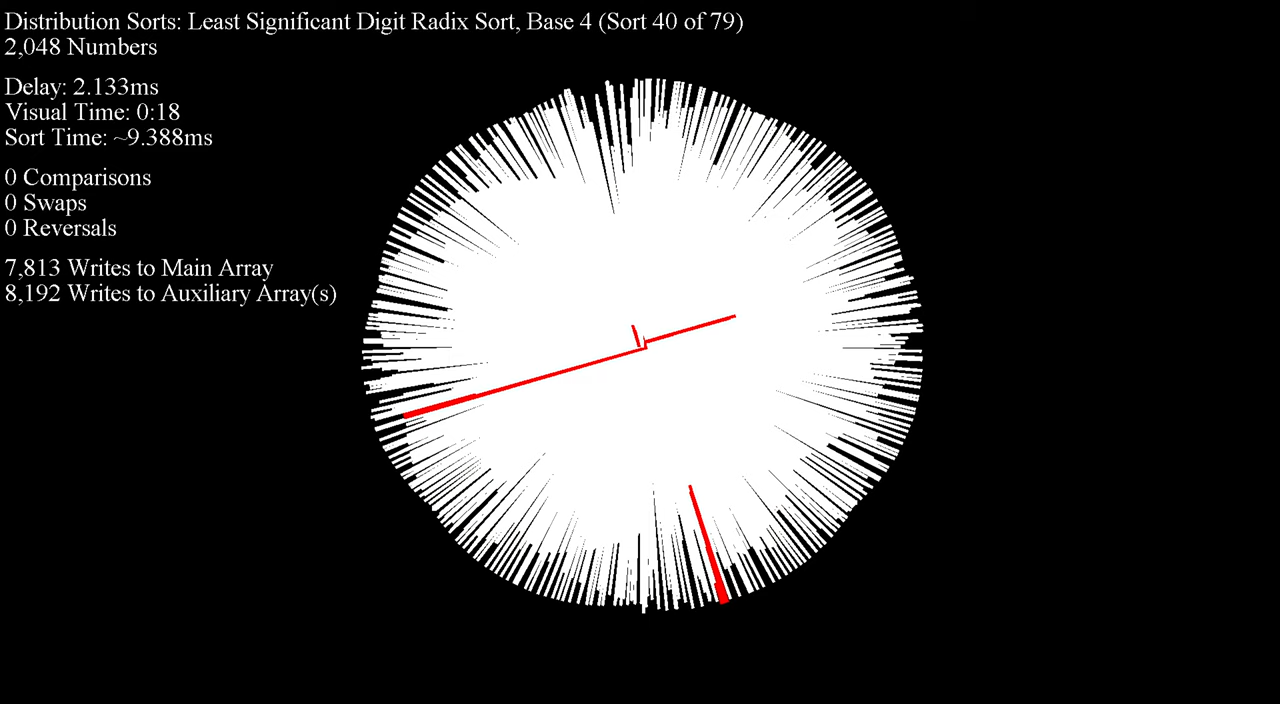 Distribution Sorts: Least Significant Digit Radix Sort, Base 4 (Sort 40 of 79)
2,048 Numbers
Delay: 2.133ms
Visual Time: 0:18
Sort Time: ~9.388ms
0 Comparisons
0 Swaps
0 Reversals
7,813 Writes to Main Array
8,192 Writes to Auxiliary Array(s)